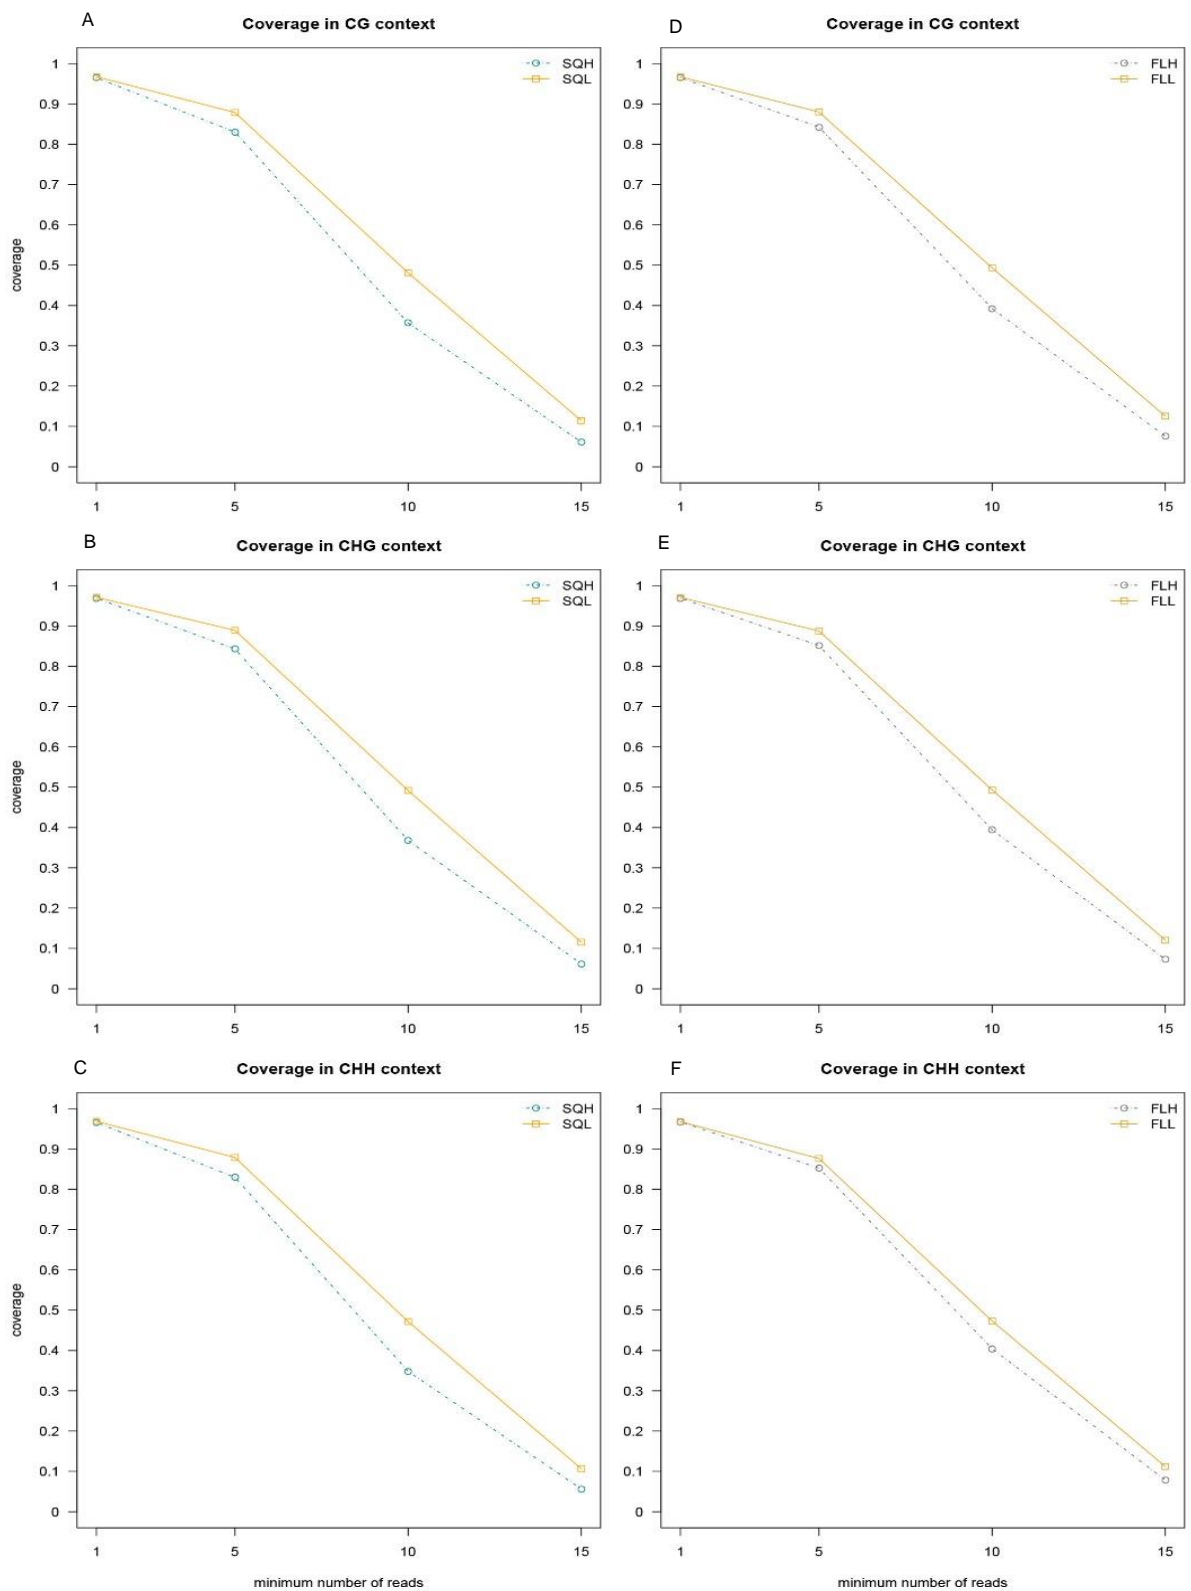 A
Coverage in CG context
SQH
SQL
1
0.9
0.8
0.7
0.6
0.5
0.4
0.3
0.2
0.1
0
coverage
1 5 10 15
D
Coverage in CG context
FLH
FLL
1
0.9
0.8
0.7
0.6
0.5
0.4
0.3
0.2
0.1
0
1 5 10 15
B
Coverage in CHG context
SQH
SQL
1
0.9
0.8
0.7
0.6
0.5
0.4
0.3
0.2
0.1
0
coverage
1 5 10 15
E
Coverage in CHG context
FLH
FLL
1
0.9
0.8
0.7
0.6
0.5
0.4
0.3
0.2
0.1
0
1 5 10 15
C
Coverage in CHH context
SQH
SQL
1
0.9
0.8
0.7
0.6
0.5
0.4
0.3
0.2
0.1
0
coverage
1 5 10 15
minimum number of reads
F
Coverage in CHH context
FLH
FLL
1
0.9
0.8
0.7
0.6
0.5
0.4
0.3
0.2
0.1
0
1 5 10 15
minimum number of reads